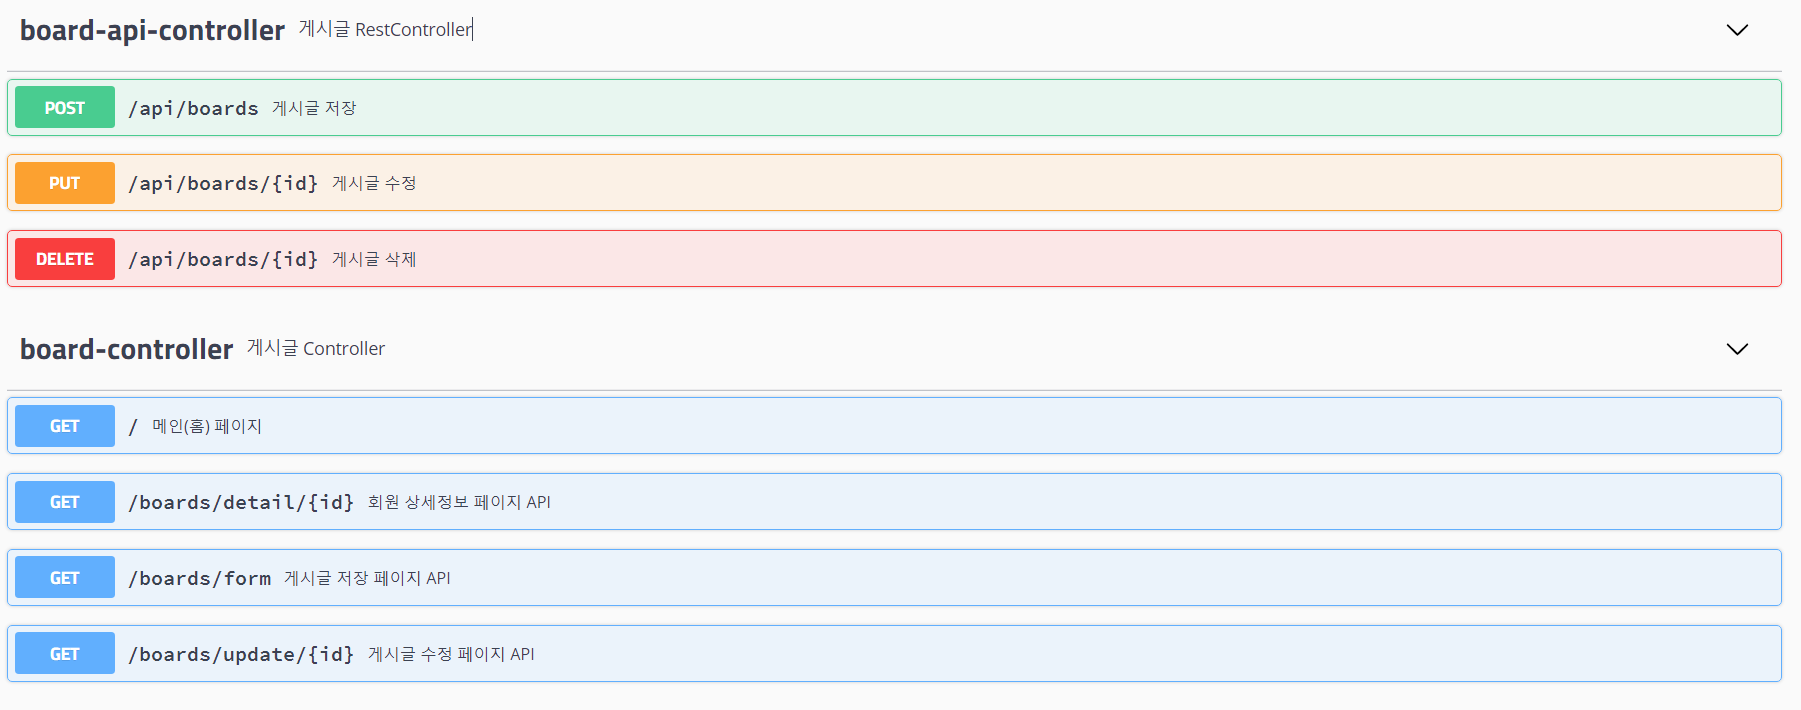 board-api-controller 게시글 RestController
POST /api/boards 게시글 저장
PUT /api/boards/{id} 게시글 수정
DELETE /api/boards/{id} 게시글 삭제
board-controller 게시글 Controller
GET / 메인(홈) 페이지
GET /boards/detail/{id} 회원 상세정보 페이지 API
GET /boards/form 게시글 저장 페이지 API
GET /boards/update/{id} 게시글 수정 페이지 API